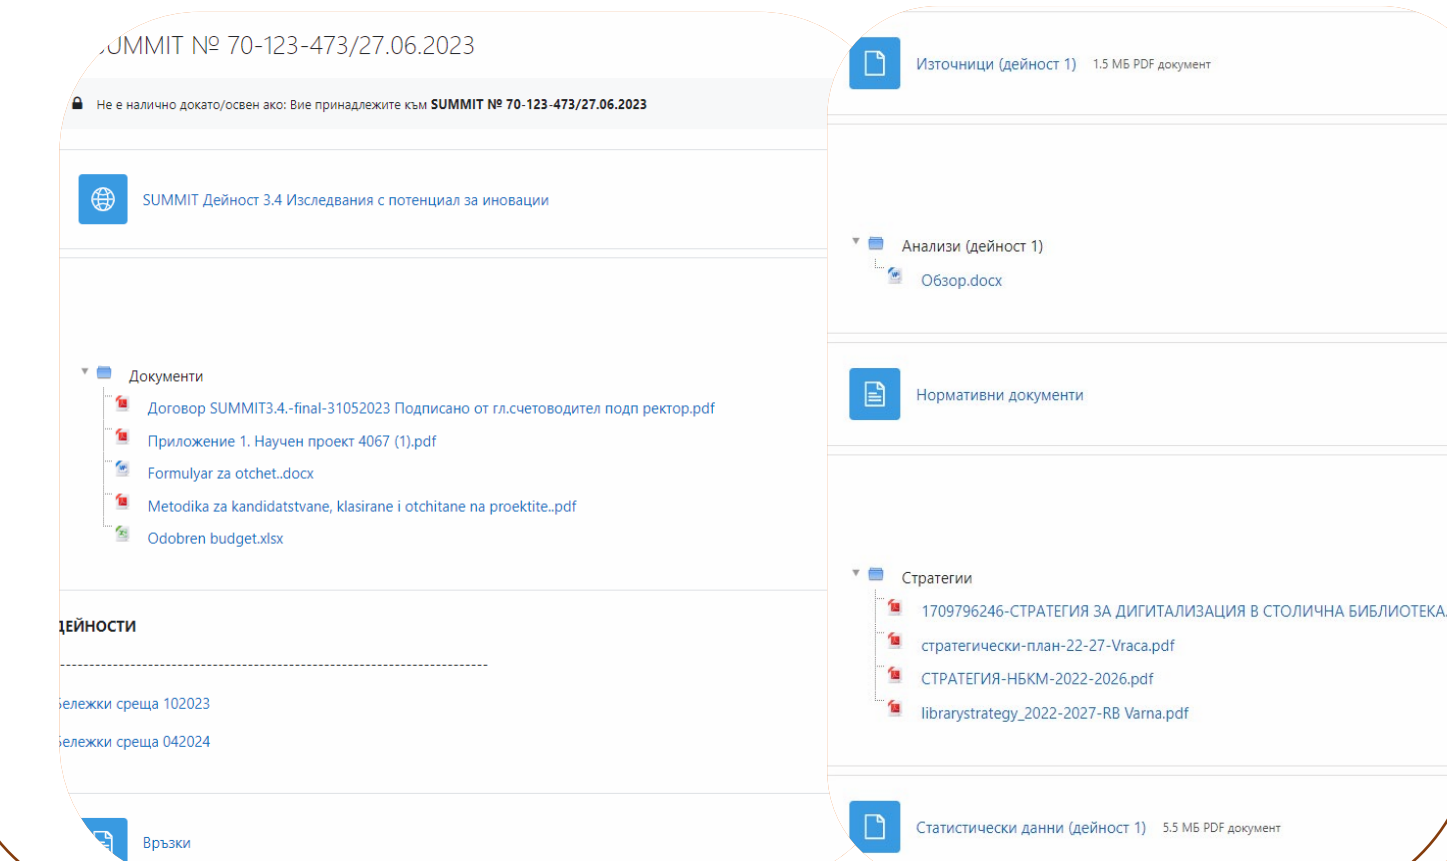 SUMMIT № 70-123-473/27.06.2023
Не е налично докато/освен ако: Вие принадлежите към SUMMIT № 70-123-473/27.06.2023
SUMMIT Дейност 3.4 Изследвания с потенциал за иновации
Документи
Договор SUMMIT3.4.-final-31052023 Подписано от гл.счетоводител подп ректор.pdf
Приложение 1. Научен проект 4067 (1).pdf
Formulyar za otchet..docx
Metodika za kandidatstvane, klasirane i otchitane na proektite..pdf
Odobren budget.xlsx
ДЕЙНОСТИ
--------------------------------------------------------------------------
Бележки среща 102023
Бележки среща 042024
Връзки
Източници (дейност 1) 1.5 МБ PDF документ
Анализи (дейност 1)
Обзор.docx
Нормативни документи
Стратегии
1709796246-СТРАТЕГИЯ ЗА ДИГИТАЛИЗАЦИЯ В СТОЛИЧНА БИБЛИОТЕКА.
стратегически-план-22-27-Vraca.pdf
СТРАТЕГИЯ-НБКМ-2022-2026.pdf
librarystrategy_2022-2027-RB Varna.pdf
Статистически данни (дейност 1) 5.5 МБ PDF документ